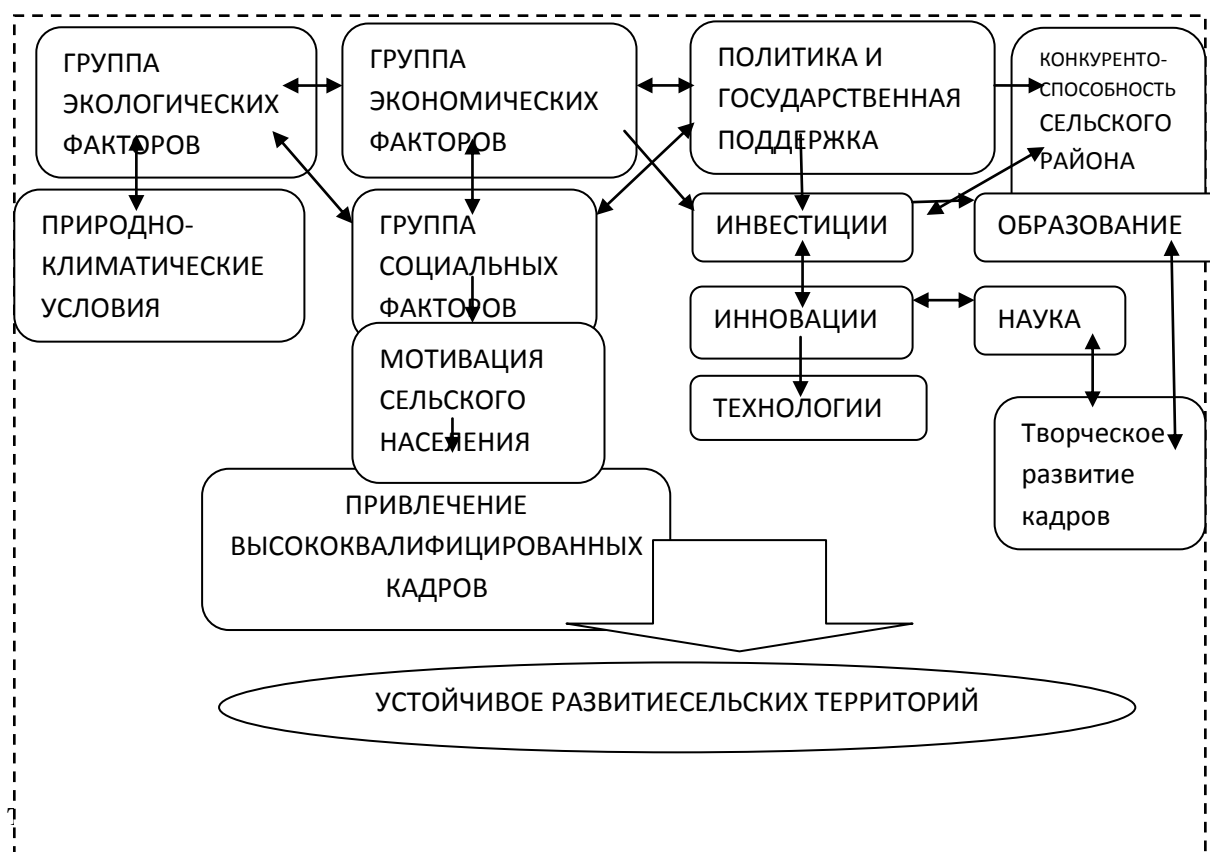 ГРУППА
ЭКОЛОГИЧЕСКИХ
ФАКТОРОВ
ГРУППА
ЭКОНОМИЧЕСКИХ
ФАКТОРОВ
ПОЛИТИКА И
ГОСУДАРСТВЕННАЯ
ПОДДЕРЖКА
КОНКУРЕНТО-
СПОСОБНОСТЬ
СЕЛЬСКОГО
РАЙОНА
ПРИРОДНО-
КЛИМАТИЧЕСКИЕ
УСЛОВИЯ
ГРУППА
СОЦИАЛЬНЫХ
ФАКТОРОВ
ИНВЕСТИЦИИ
ОБРАЗОВАНИЕ
ИННОВАЦИИ
НАУКА
МОТИВАЦИЯ
СЕЛЬСКОГО
НАСЕЛЕНИЯ
ТЕХНОЛОГИИ
Творческое
развитие
кадров
ПРИВЛЕЧЕНИЕ
ВЫСОКОКВАЛИФИЦИРОВАННЫХ
КАДРОВ
УСТОЙЧИВОЕ РАЗВИТИЕСЕЛЬСКИХ ТЕРРИТОРИЙ